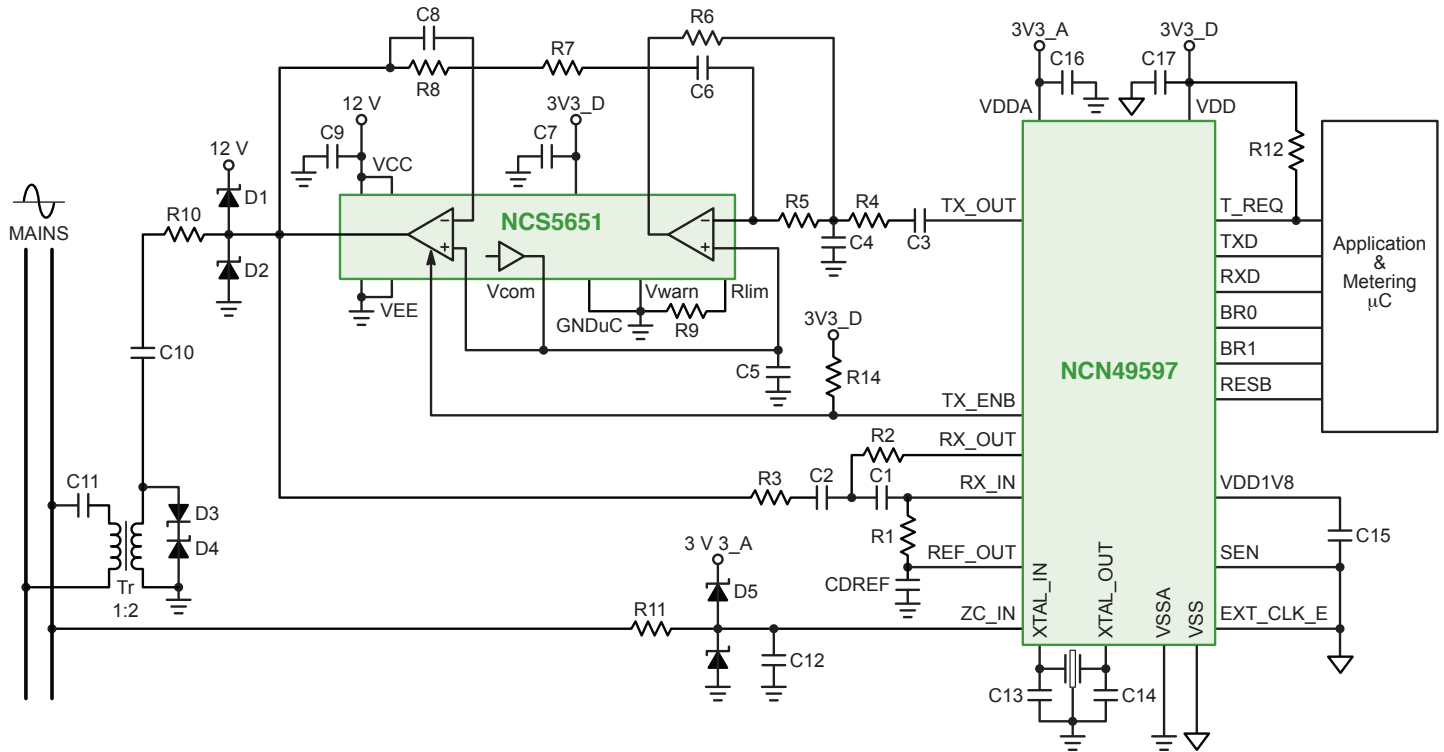 C8
R6
3V3_A
3V3_D
R7
C16
C17
R8
C6
12 V
3V3_D
VDDA
VDD
C9
C7
12 V
VCC
R12
D1
NCS5651
R5
R4
TX_OUT
T_REQ
MAINS
R10
C4
C3
TXD
Application
&
Metering
µC
D2
RXD
Vcom
Vwarn
Rlim
VEE
GNDuC
R9
3V3_D
BR0
C10
BR1
C5
R14
NCN49597
RESB
TX_ENB
R2
RX_OUT
C11
R3
C2
C1
RX_IN
VDD1V8
D3
R1
D4
3 V 3_A
REF_OUT
SEN
C15
Tr
1:2
D5
CDREF
XTAL_IN
XTAL_OUT
VSSA
VSS
R11
ZC_IN
EXT_CLK_E
C12
C13
C14